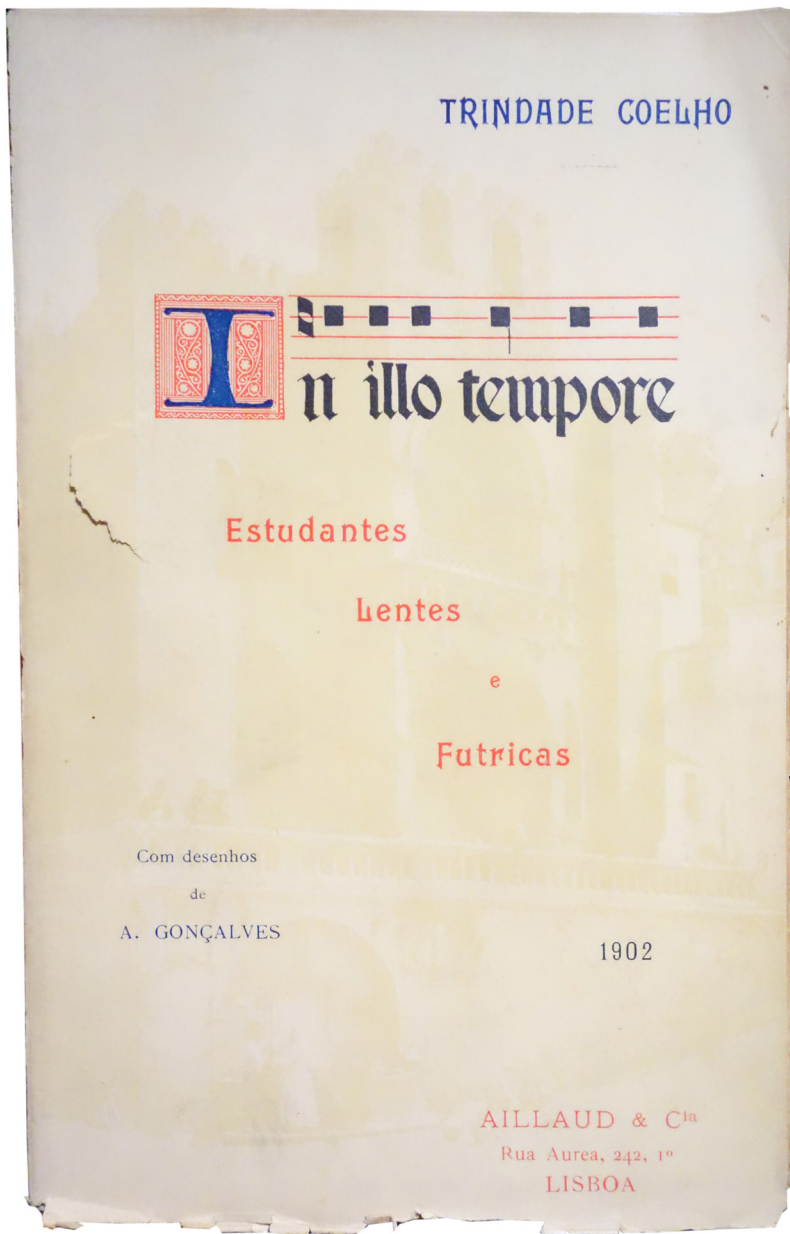 TRINDADE COELHO
In illo tempore
Estudantes
Lentes
e
Futricas
Com desenhos
de
A. GONÇALVES
1902
AILLAUD & Cia
Rua Aurea, 242, 1º
LISBOA